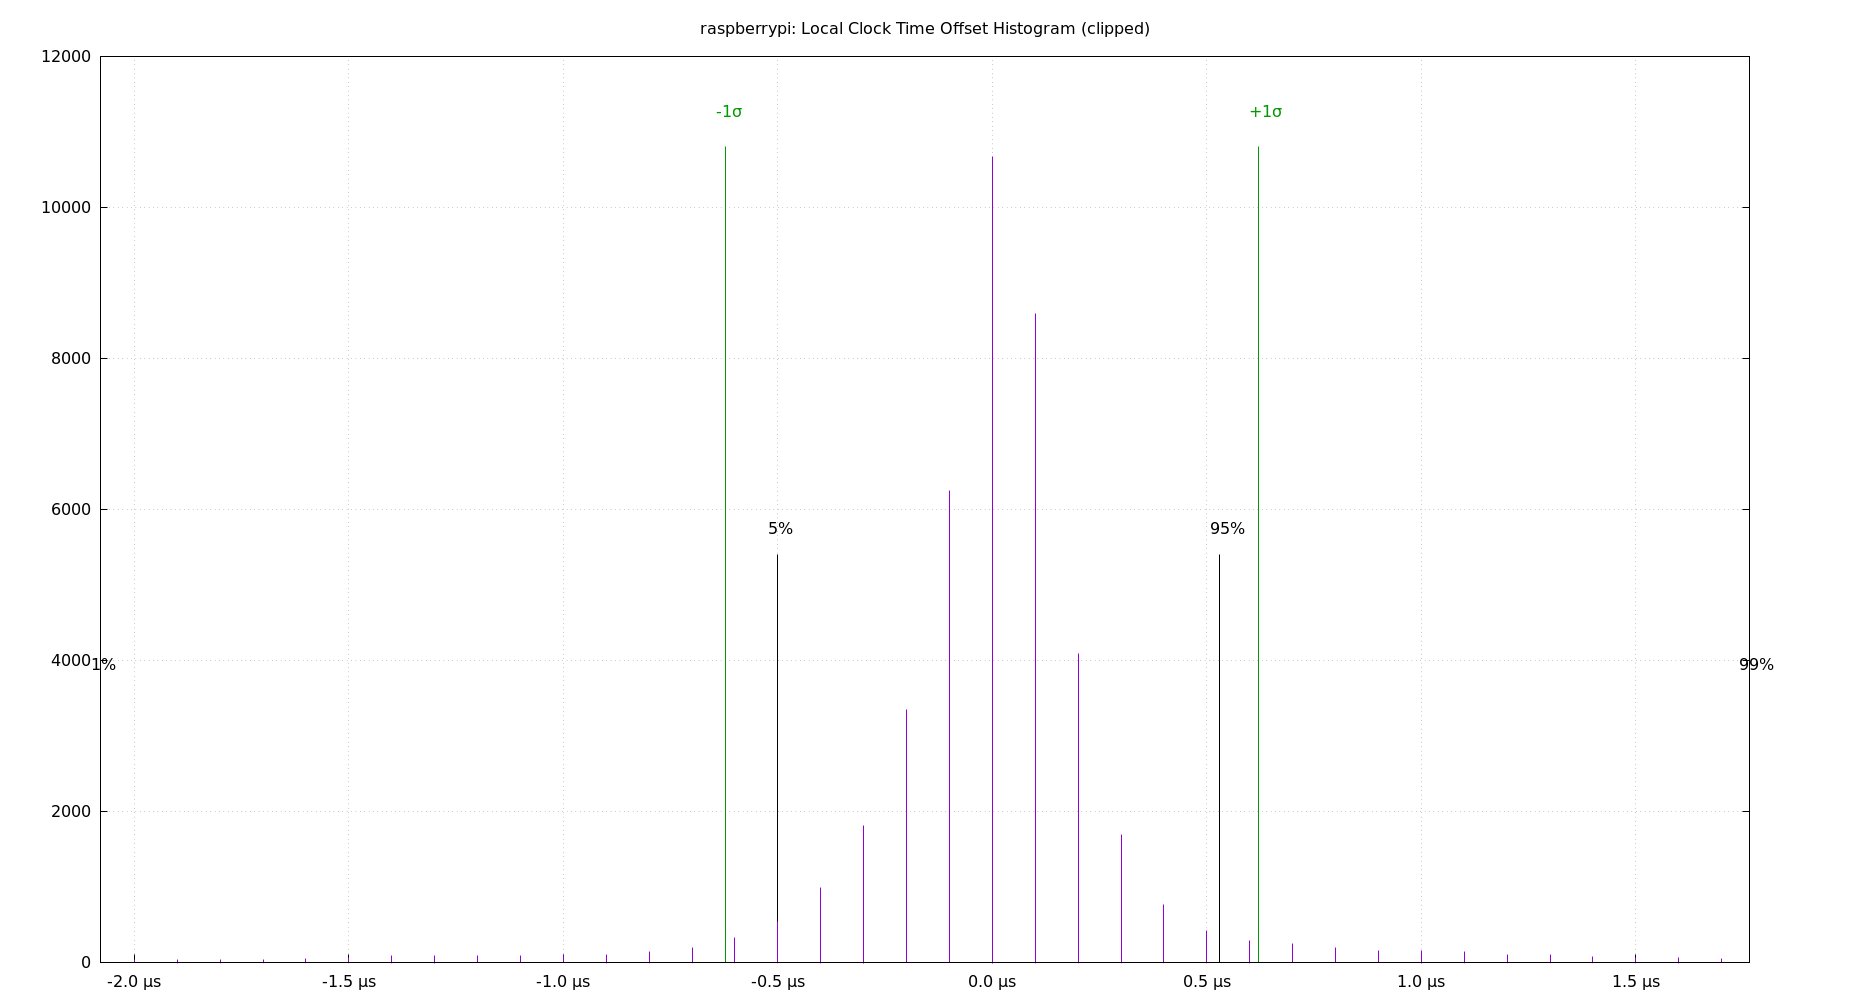 raspberrypi: Local Clock Time Offset Histogram (clipped)
12000
-1σ
+1σ
10000
8000
6000
5%
95%
4000
1%
99%
2000
0
-2.0 µs
-1.5 µs
-1.0 µs
-0.5 µs
0.0 µs
0.5 µs
1.0 µs
1.5 µs